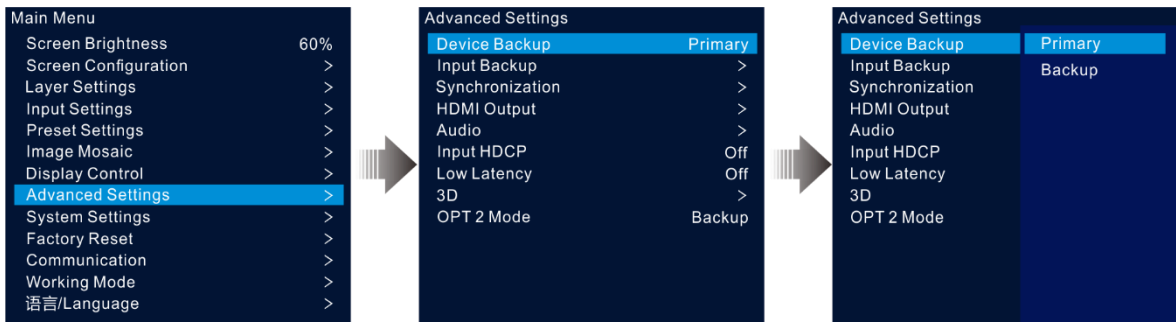 Main Menu
Screen Brightness 60%
Screen Configuration >
Layer Settings >
Input Settings >
Preset Settings >
Image Mosaic >
Display Control >
Advanced Settings >
System Settings >
Factory Reset >
Communication >
Working Mode >
语言/Language >
Advanced Settings
Device Backup Primary
Input Backup >
Synchronization >
HDMI Output >
Audio >
Input HDCP Off
Low Latency Off
3D >
OPT 2 Mode Backup
Advanced Settings
Device Backup Primary
Input Backup Backup
Synchronization
HDMI Output
Audio
Input HDCP
Low Latency
3D
OPT 2 Mode